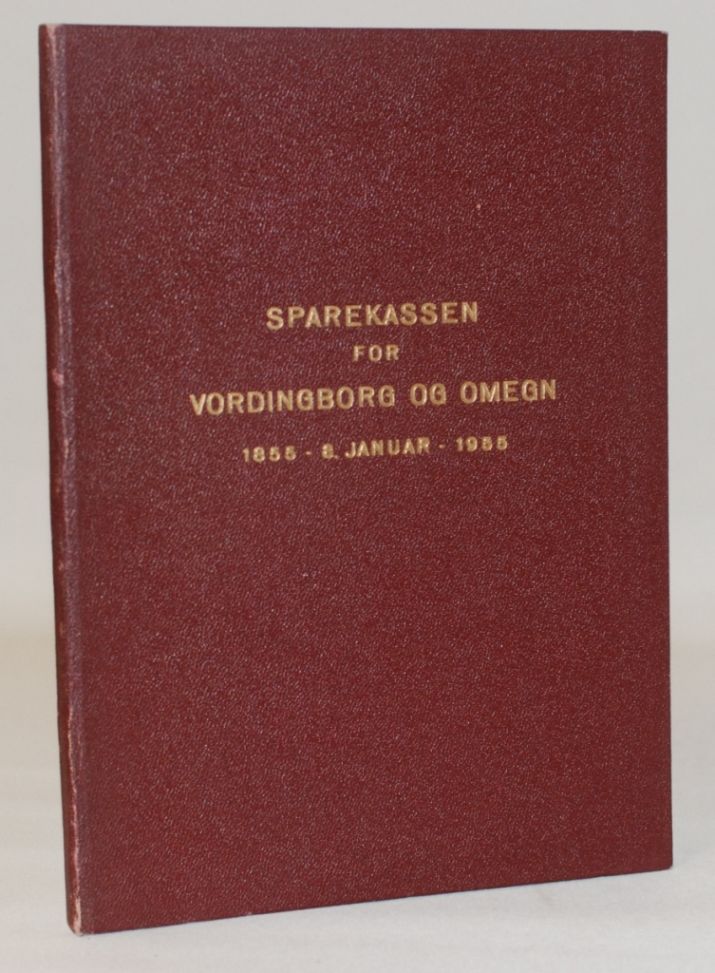 SPAREKASSEN
FOR
VORDINGBORG OG OMEGN
1855 - 8. JANUAR - 1955